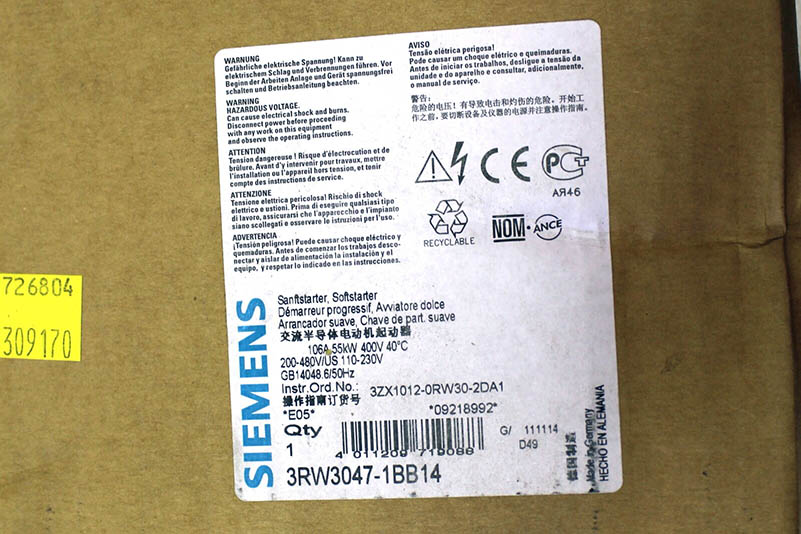 WARNUNG
Gefährliche elektrische Spannung! Kann zu
elektrischem Schlag und Verbrennungen führen. Vor
Beginn der Arbeiten Anlage und Gerät spannungsfrei
schalten und Betriebsanleitung beachten.
WARNING
HAZARDOUS VOLTAGE.
Can cause electrical shock and burns.
Disconnect power before proceeding
with any work on this equipment
and observe the operating instructions.
ATTENTION
Tension dangereuse ! Risque d'électrocution et de
brûlure. Avant d'y intervenir pour travaux, mettre
l'installation ou l'appareil hors tension, et tenir
compte des instructions de service.
ATTENZIONE
Tensione elettrica pericolosa! Rischio di shock
elettrico e ustioni. Prima di eseguire qualsiasi tipo
di lavoro, assicurarsi che l'apparecchio e l'impianto
siano scollegati e osservare le istruzioni per l'uso.
ADVERTENCIA
¡Tensión peligrosa! Puede causar choque eléctrico y
quemaduras. Antes de comenzar los trabajos desco-
nectar y aislar de alimentación la instalación y el
equipo, y respetar lo indicado en las instrucciones.
AVISO
Tensão elétrica perigosa!
Pode causar um choque elétrico e queimaduras.
Antes de iniciar os trabalhos, desligue a tensão da
unidade e do aparelho e consultar, adicionalmente,
o manual de serviço.
警告:
危险的电压!有导致电击和灼伤的危险。开始工
作之前,要切断设备及仪器的电源并注意操作指南。
CE
PCT
АЯ46
RECYCLABLE
NOM ANCE
726804
309170
SIEMENS
Sanftstarter, Softstarter
Démarreur progressif, Avviatore dolce
Arrancador suave, Chave de part. suave
交流半导体电动机起动器
106A 55kW 400V 40°C
200-480V/US 110-230V
GB14048.6/50Hz
Instr.Ord.No.: 3ZX1012-0RW30-2DA1
操作指南订货号
*E05* *09218992*
Qty
1
G/ 111114
D49
4 011209 719088
3RW3047-1BB14
德国制造
Made in Germany
HECHO EN ALEMANIA